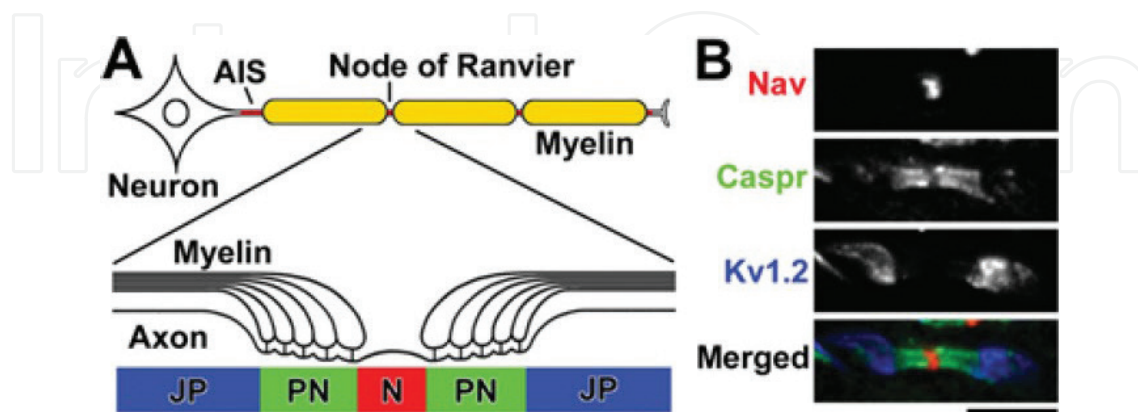 A
AIS
Node of Ranvier
Myelin
Neuron
Myelin
Axon
JP PN N PN JP
B
Nav
Caspr
Kv1.2
Merged